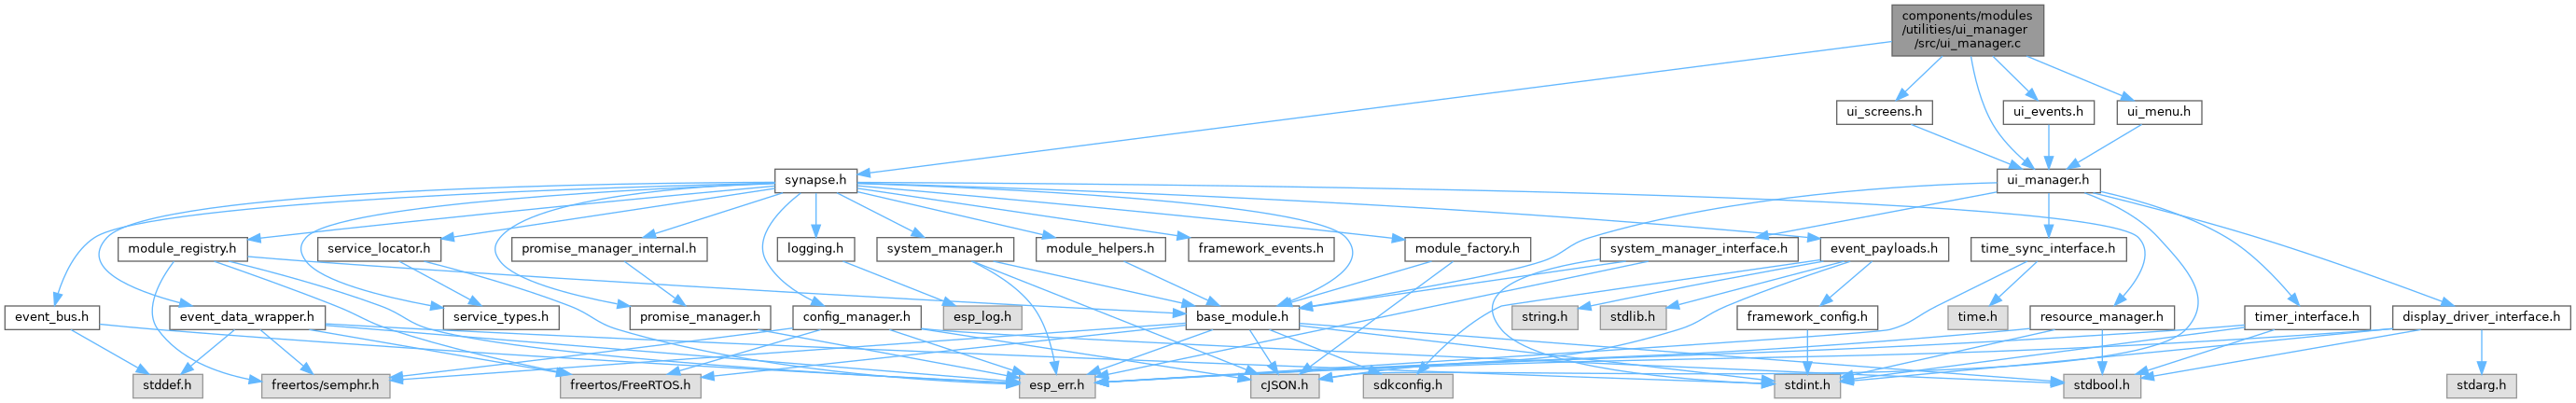 components/modules
/utilities/ui_manager
/src/ui_manager.c
ui_screens.h
ui_events.h
ui_menu.h
synapse.h
ui_manager.h
module_registry.h
service_locator.h
promise_manager_internal.h
logging.h
system_manager.h
module_helpers.h
framework_events.h
module_factory.h
system_manager_interface.h
event_payloads.h
time_sync_interface.h
event_bus.h
event_data_wrapper.h
service_types.h
promise_manager.h
config_manager.h
esp_log.h
base_module.h
string.h
stdlib.h
framework_config.h
time.h
resource_manager.h
timer_interface.h
display_driver_interface.h
stddef.h
freertos/semphr.h
freertos/FreeRTOS.h
esp_err.h
cJSON.h
sdkconfig.h
stdint.h
stdbool.h
stdarg.h